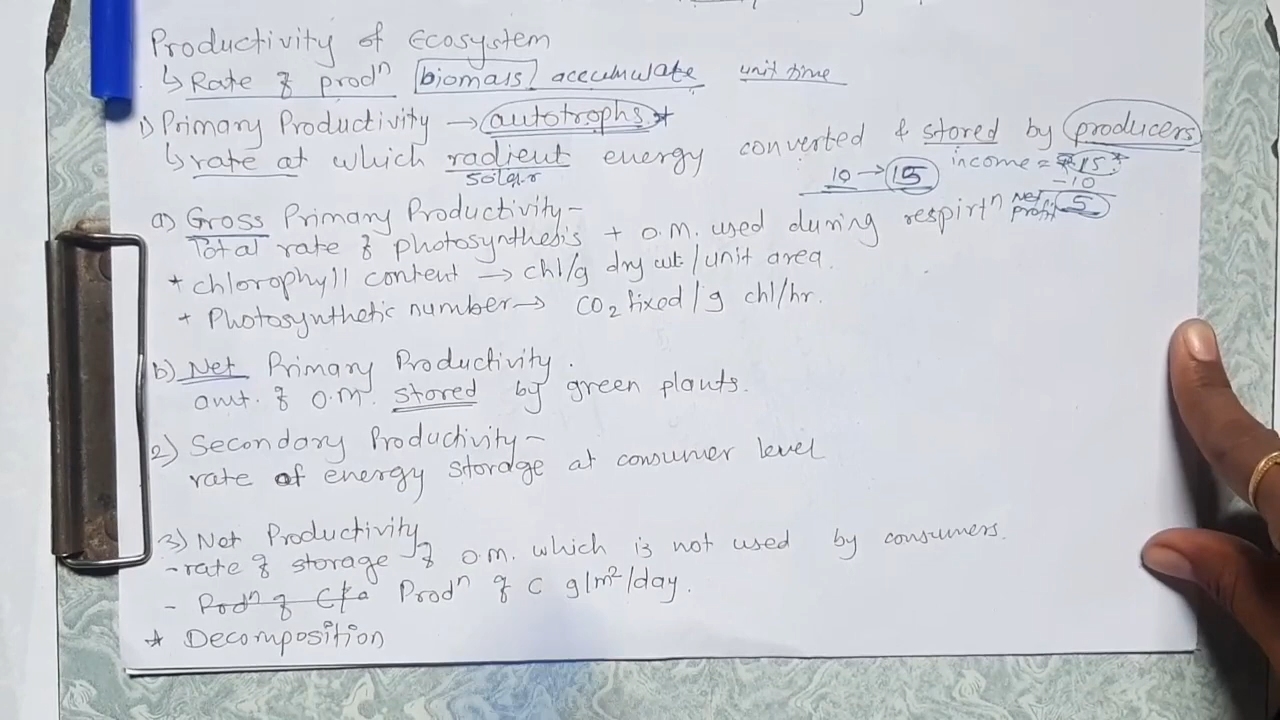 Productivity of Ecosystem
↳ Rate of prodⁿ biomass accumulate unit time
1) Primary Productivity → autotrophs *
↳ rate at which radient energy converted & stored by producers
solar
10 → 15 income = 15
-10
Net profit 5
a) Gross Primary Productivity -
Total rate of photosynthesis + O.M. used during respirtⁿ
* chlorophyll content → chl/g dry wt/unit area.
* Photosynthetic number → CO₂ fixed/g chl/hr.
b) Net Primary Productivity.
amt. of O.M. stored by green plants.
2) Secondary Productivity -
rate of energy storage at consumer level
3) Net Productivity
- rate of storage of O.M. which is not used by consumers.
- Prodⁿ of C Prodⁿ of C g/m²/day.
* Decomposition